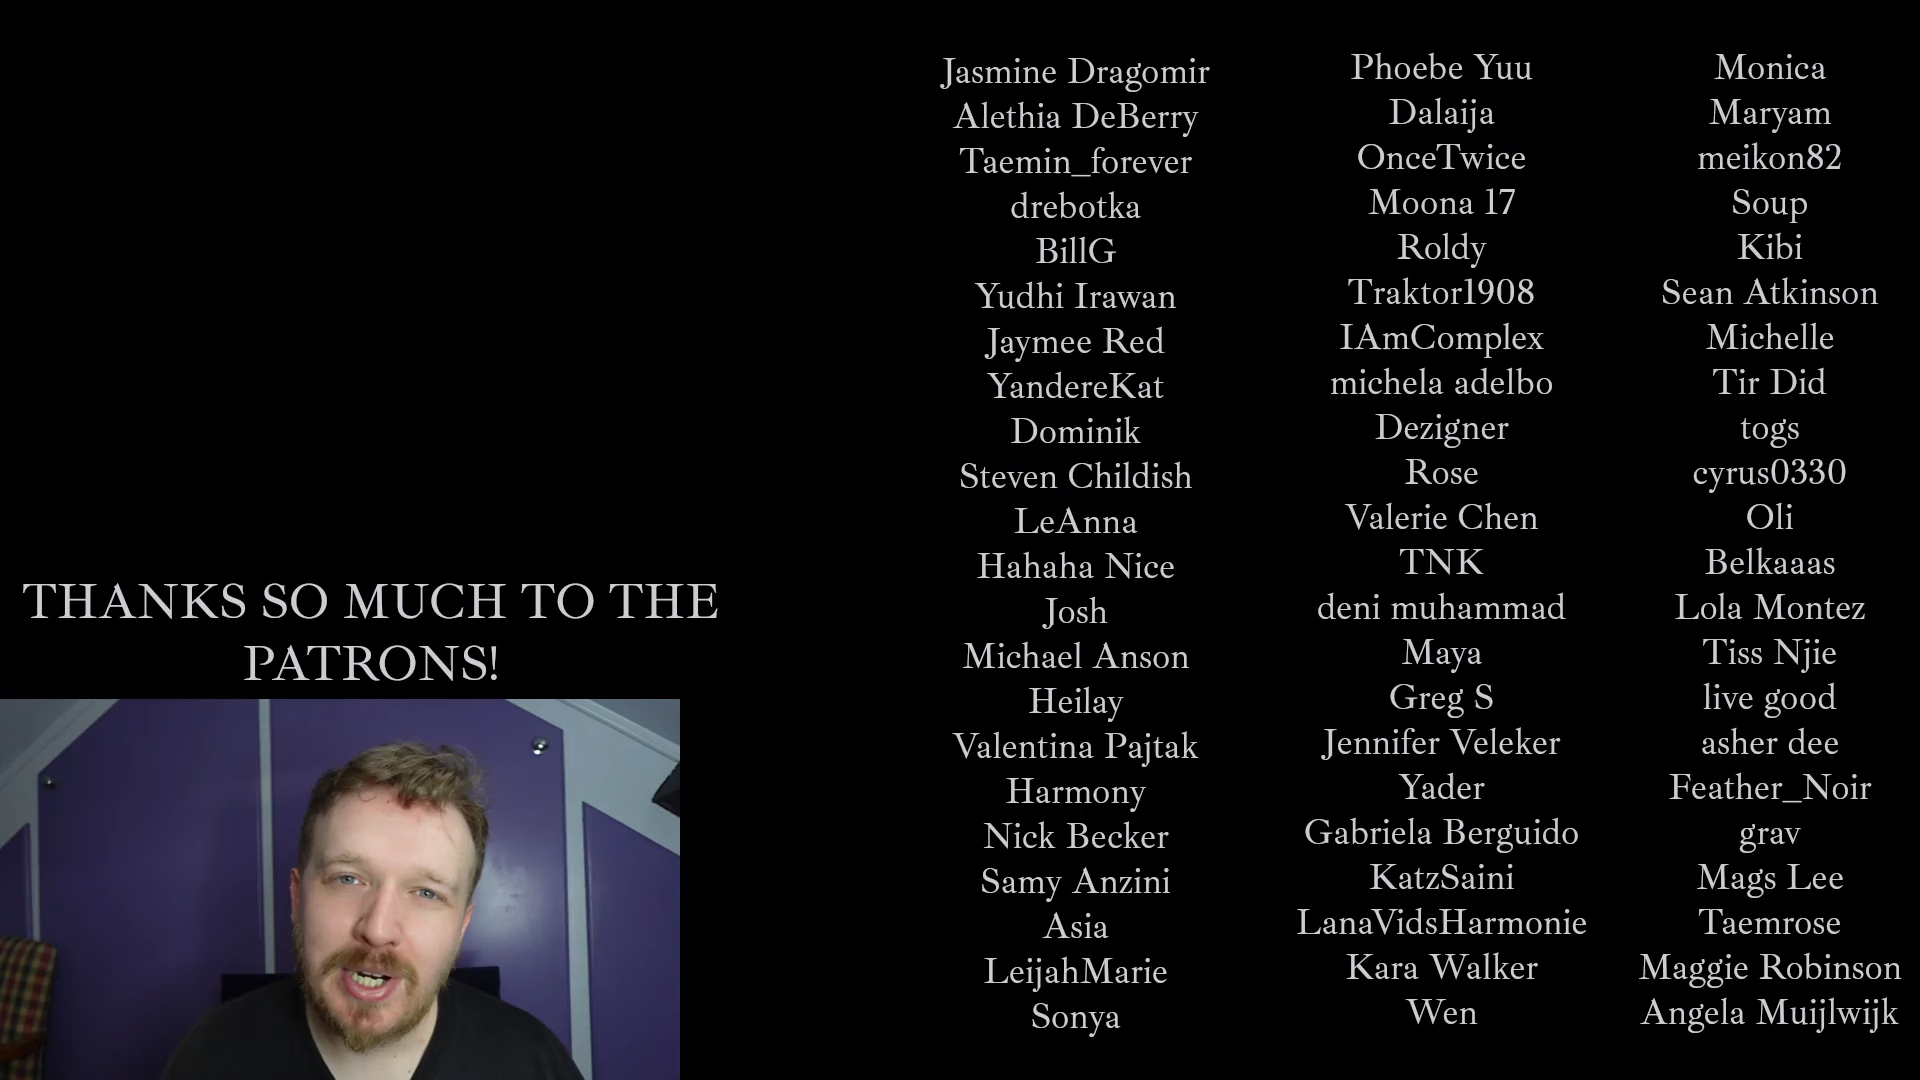 THANKS SO MUCH TO THE
PATRONS!
Jasmine Dragomir
Alethia DeBerry
Taemin_forever
drebotka
BillG
Yudhi Irawan
Jaymee Red
YandereKat
Dominik
Steven Childish
LeAnna
Hahaha Nice
Josh
Michael Anson
Heilay
Valentina Pajtak
Harmony
Nick Becker
Samy Anzini
Asia
LeijahMarie
Sonya
Phoebe Yuu
Dalaija
OnceTwice
Moona 17
Roldy
Traktor1908
IAmComplex
michela adelbo
Dezigner
Rose
Valerie Chen
TNK
deni muhammad
Maya
Greg S
Jennifer Veleker
Yader
Gabriela Berguido
KatzSaini
LanaVidsHarmonie
Kara Walker
Wen
Monica
Maryam
meikon82
Soup
Kibi
Sean Atkinson
Michelle
Tir Did
togs
cyrus0330
Oli
Belkaaas
Lola Montez
Tiss Njie
live good
asher dee
Feather_Noir
grav
Mags Lee
Taemrose
Maggie Robinson
Angela Muijlwijk